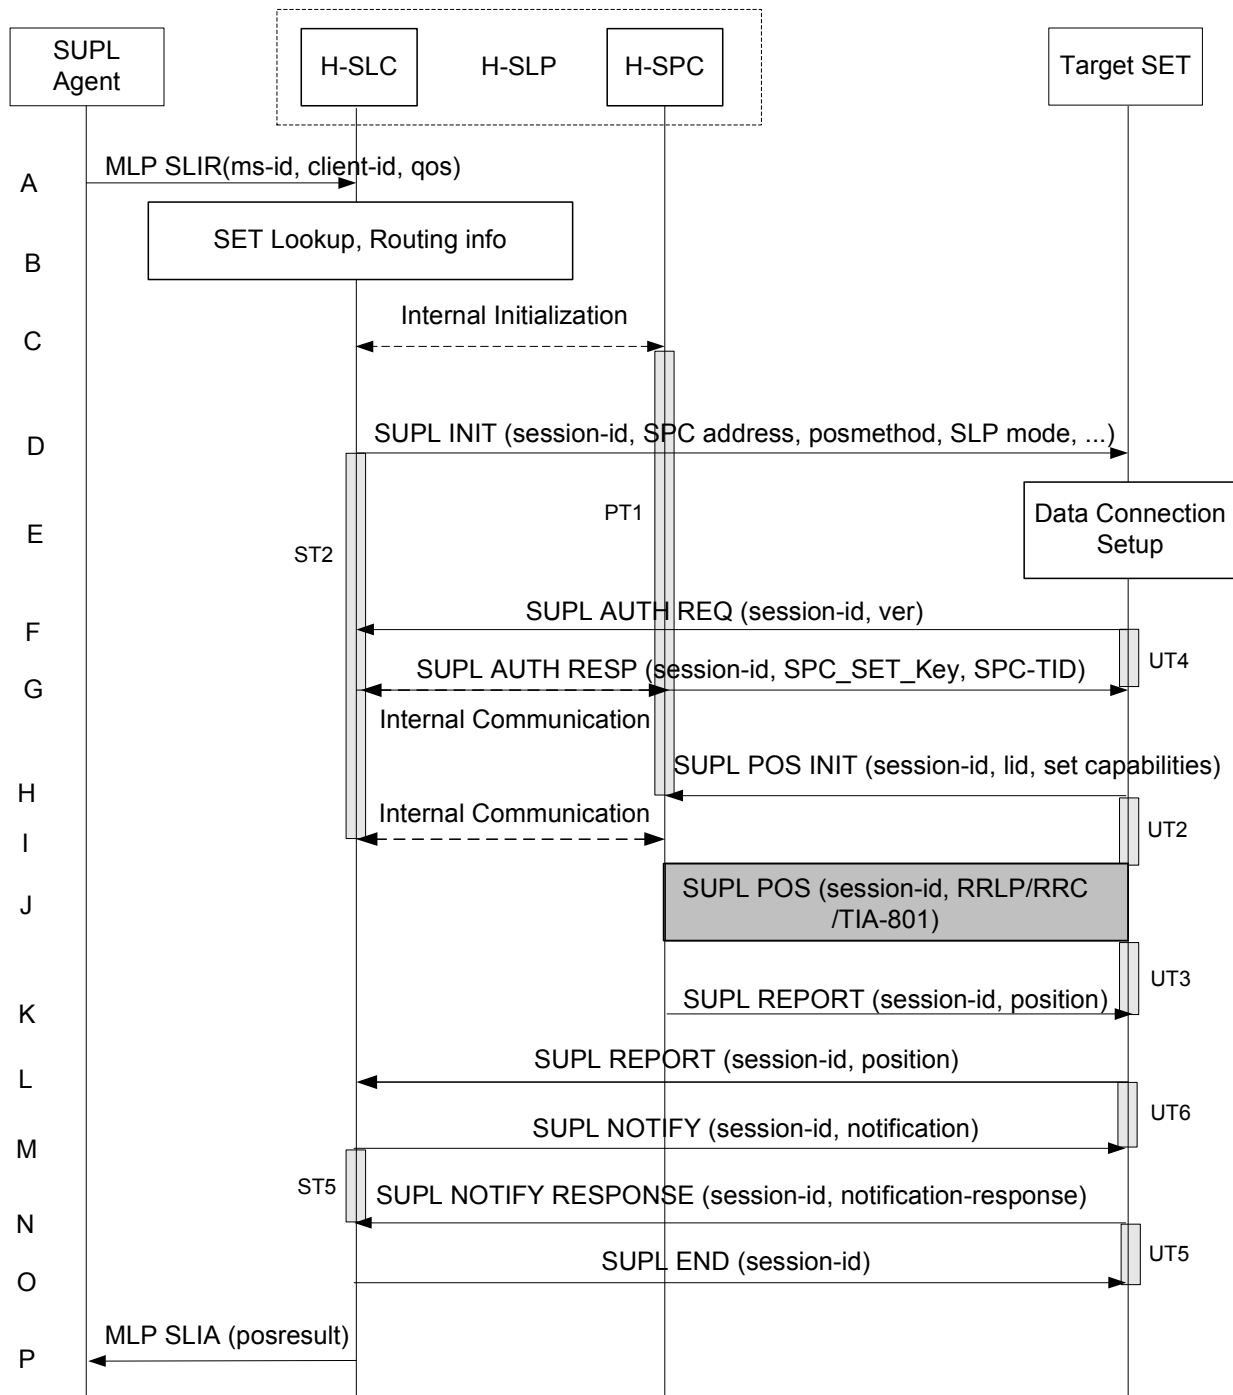 SUPL
Agent
H-SLC
H-SLP
H-SPC
Target SET
A
MLP SLIR(ms-id, client-id, qos)
B
SET Lookup, Routing info
C
Internal Initialization
D
SUPL INIT (session-id, SPC address, posmethod, SLP mode, ...)
E
ST2
PT1
Data Connection
Setup
F
SUPL AUTH REQ (session-id, ver)
UT4
G
SUPL AUTH RESP (session-id, SPC_SET_Key, SPC-TID)
Internal Communication
H
SUPL POS INIT (session-id, lid, set capabilities)
I
Internal Communication
UT2
J
SUPL POS (session-id, RRLP/RRC
/TIA-801)
UT3
K
SUPL REPORT (session-id, position)
L
SUPL REPORT (session-id, position)
UT6
M
SUPL NOTIFY (session-id, notification)
ST5
N
SUPL NOTIFY RESPONSE (session-id, notification-response)
UT5
O
SUPL END (session-id)
P
MLP SLIA (posresult)